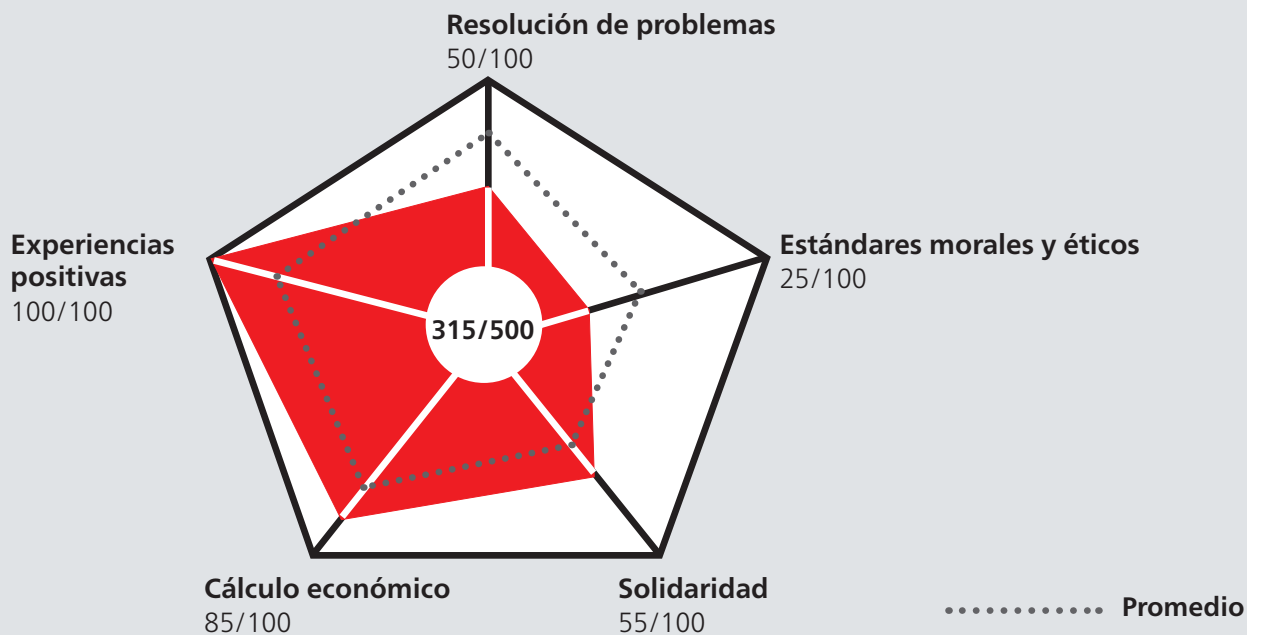 Resolución de problemas
50/100
Experiencias
positivas
100/100
Estándares morales y éticos
25/100
315/500
Cálculo económico
85/100
Solidaridad
55/100
Promedio